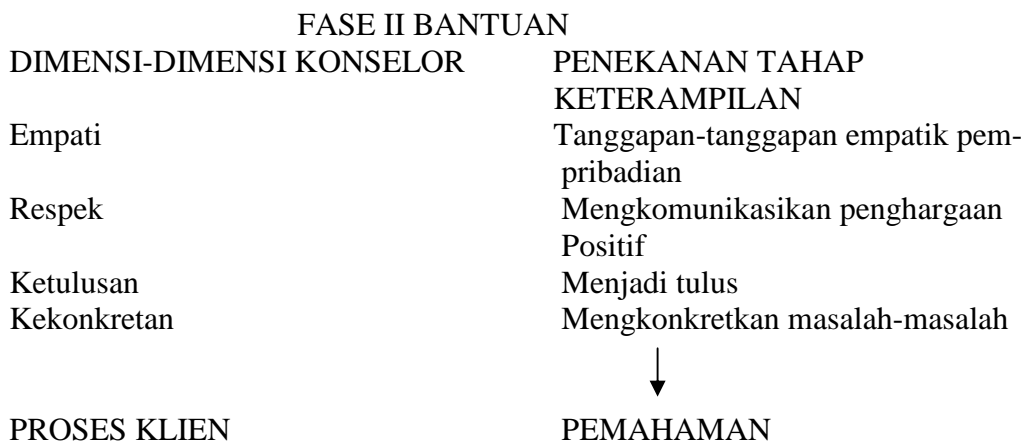 FASE II BANTUAN
DIMENSI-DIMENSI KONSELOR PENEKANAN TAHAP
KETERAMPILAN
Empati Tanggapan-tanggapan empatik pem-
pribadian
Respek Mengkomunikasikan penghargaan
Positif
Ketulusan Menjadi tulus
Kekonkretan Mengkonkretkan masalah-masalah
PROSES KLIEN PEMAHAMAN